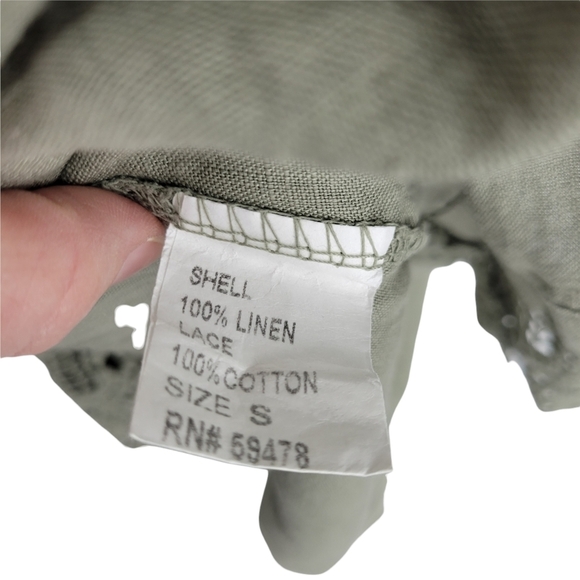 SHELL
100% LINEN
LACE
100% COTTON
SIZE S
RN# 59478